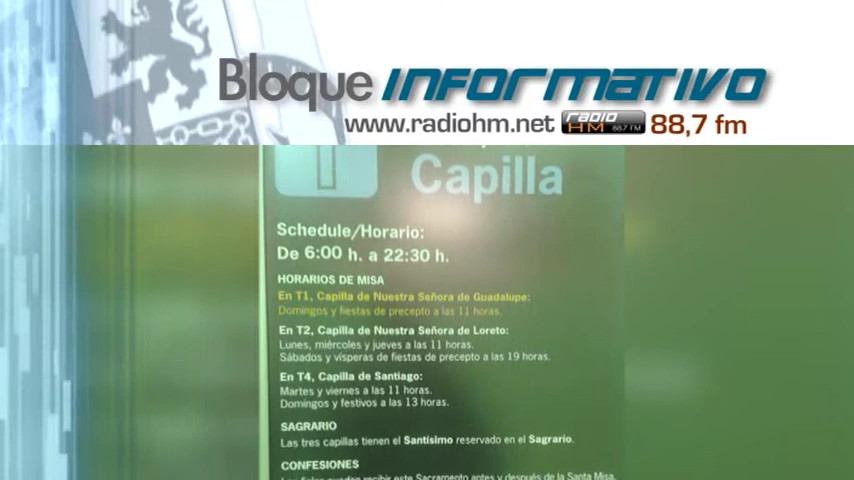 Bloque INFORMATIVO
www.radiohm.net RADIO HM 88.7 FM 88,7 fm
Capilla
Schedule/Horario:
De 6:00 h. a 22:30 h.
HORARIOS DE MISA
En T1, Capilla de Nuestra Señora de Guadalupe:
Domingos y fiestas de precepto a las 11 horas.
En T2, Capilla de Nuestra Señora de Loreto:
Lunes, miércoles y jueves a las 11 horas.
Sábados y vísperas de fiestas de precepto a las 19 horas.
En T4, Capilla de Santiago:
Martes y viernes a las 11 horas.
Domingos y festivos a las 13 horas.
SAGRARIO
Las tres capillas tienen el Santísimo reservado en el Sagrario.
CONFESIONES
Los fieles pueden recibir este Sacramento antes y después de la Santa Misa,